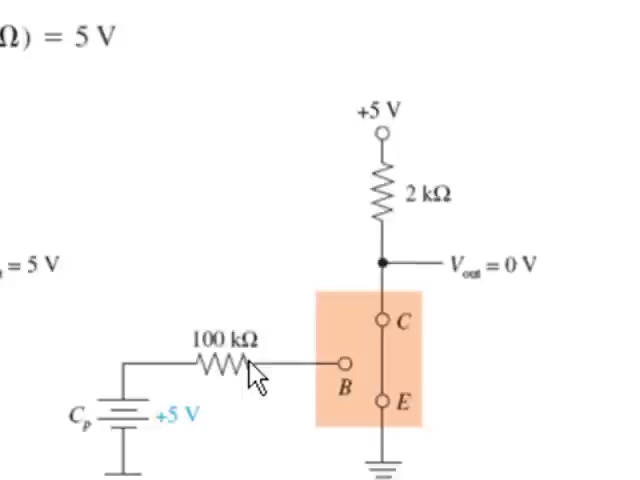 Ω) = 5 V
+5 V
2 kΩ
= 5 V
V_out = 0 V
C
100 kΩ
B
E
C_p
+5 V